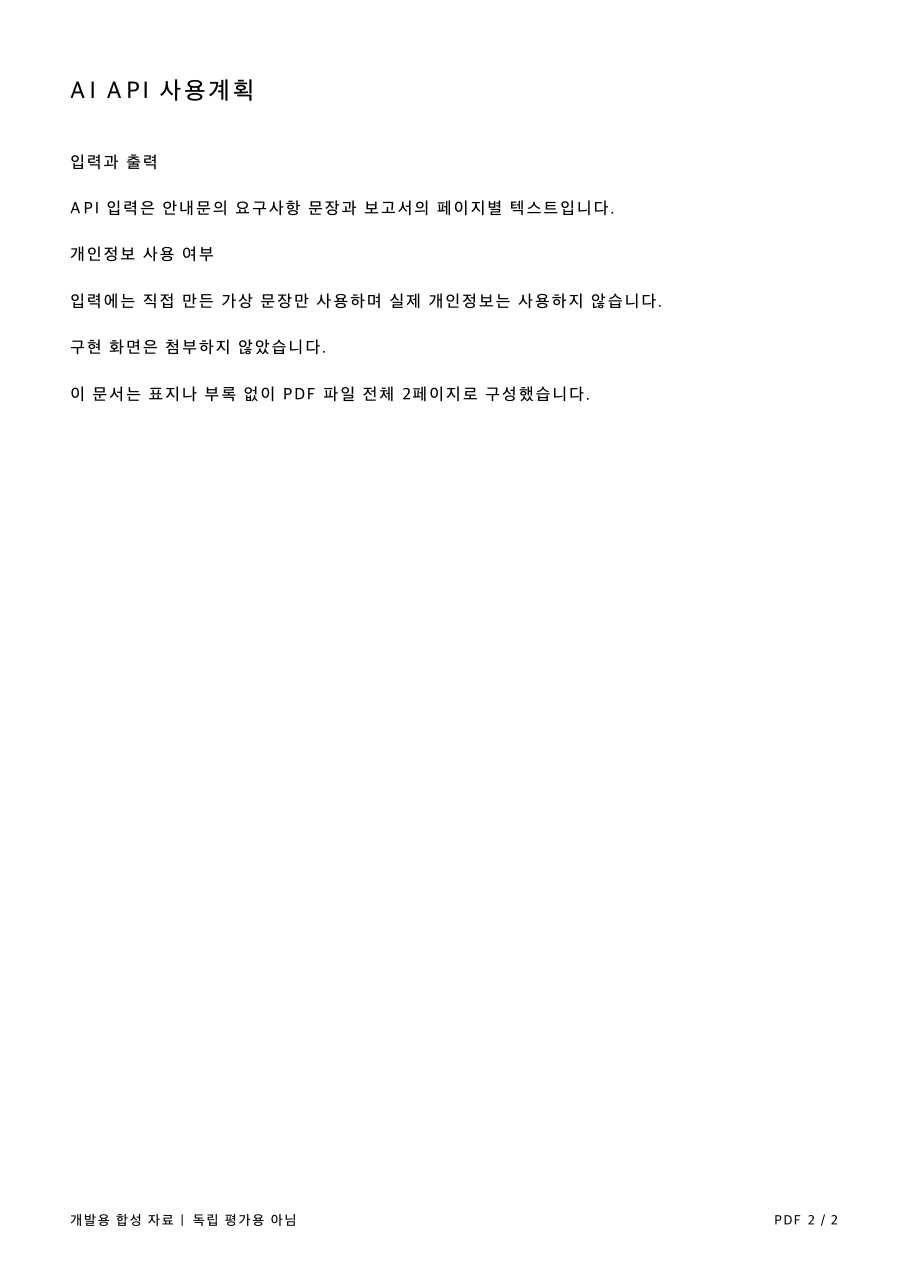 AI API 사용계획
입력과 출력
API 입력은 안내문의 요구사항 문장과 보고서의 페이지별 텍스트입니다.
개인정보 사용 여부
입력에는 직접 만든 가상 문장만 사용하며 실제 개인정보는 사용하지 않습니다.
구현 화면은 첨부하지 않았습니다.
이 문서는 표지나 부록 없이 PDF 파일 전체 2페이지로 구성했습니다.
개발용 합성 자료 | 독립 평가용 아님
PDF 2 / 2